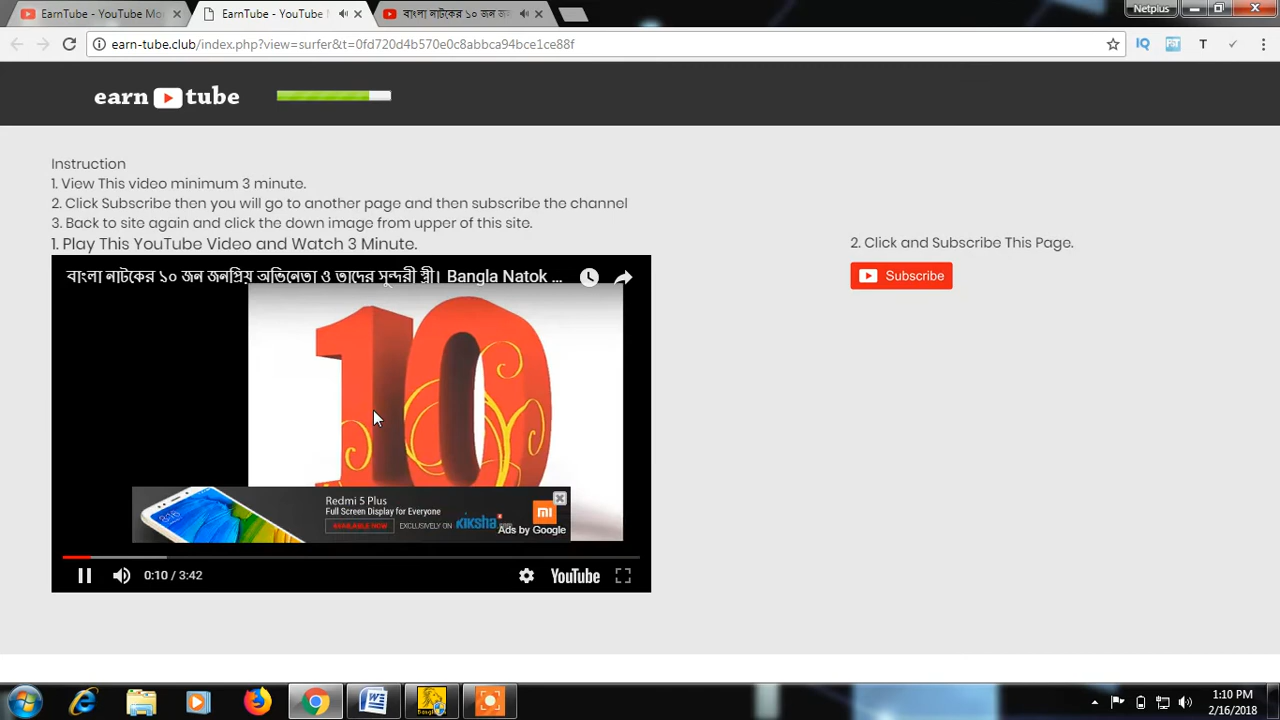 EarnTube - YouTube Mo
EarnTube - YouTube M
বাংলা নাটকের ১০ জন জন
Netplus
earn-tube.club/index.php?view=surfer&t=0fd720d4b570e0c8bbbca94bce1ce88f
IQ
T
earn tube
Instruction
1. View This video minimum 3 minute.
2. Click Subscribe then you will go to another page and then subscribe the channel
3. Back to site again and click the down image from upper of this site.
1. Play This YouTube Video and Watch 3 Minute.
2. Click and Subscribe This Page.
Subscribe
বাংলা নাটকের ১০ জন জনপ্রিয় অভিনেতা ও তাদের সুন্দরী স্ত্রী। Bangla Natok ...
10
Redmi 5 Plus
Full Screen Display for Everyone
AVAILABLE NOW
EXCLUSIVELY ON kiksha
mi
Ads by Google
0:10 / 3:42
YouTube
1:10 PM
2/16/2018